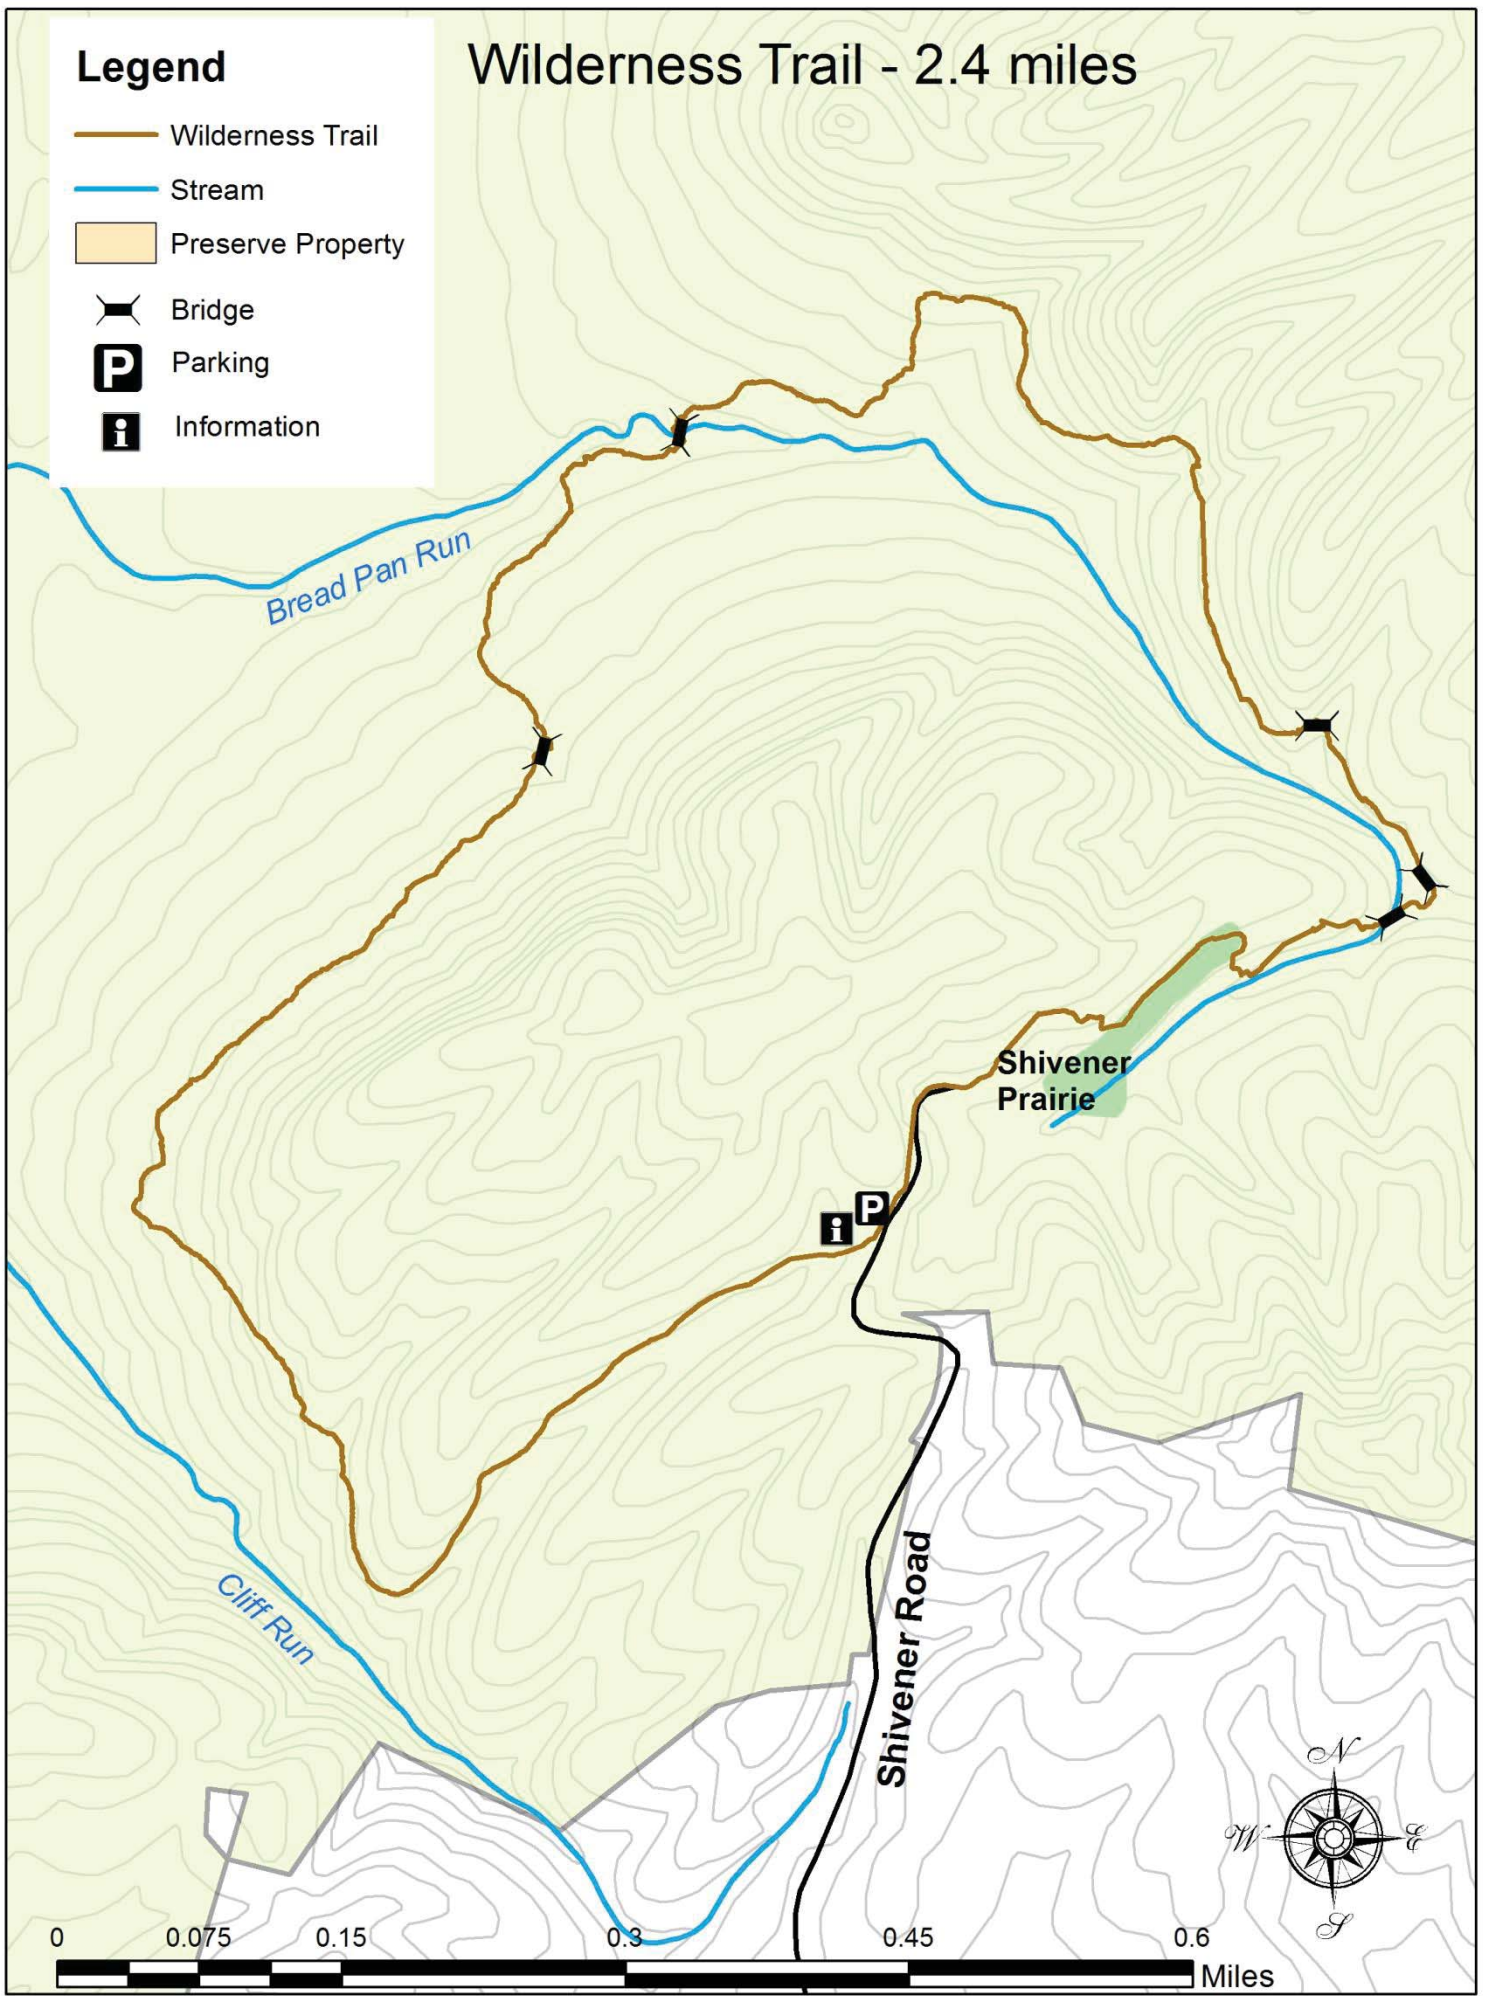 Wilderness Trail - 2.4 miles
Legend
Wilderness Trail
Stream
Preserve Property
Bridge
P
Parking
i
Information
Bread Pan Run
Shivener
Prairie
P
i
Shivener Road
Cliff Run
N
W E
S
0 0.075 0.15 0.3 0.45 0.6
Miles